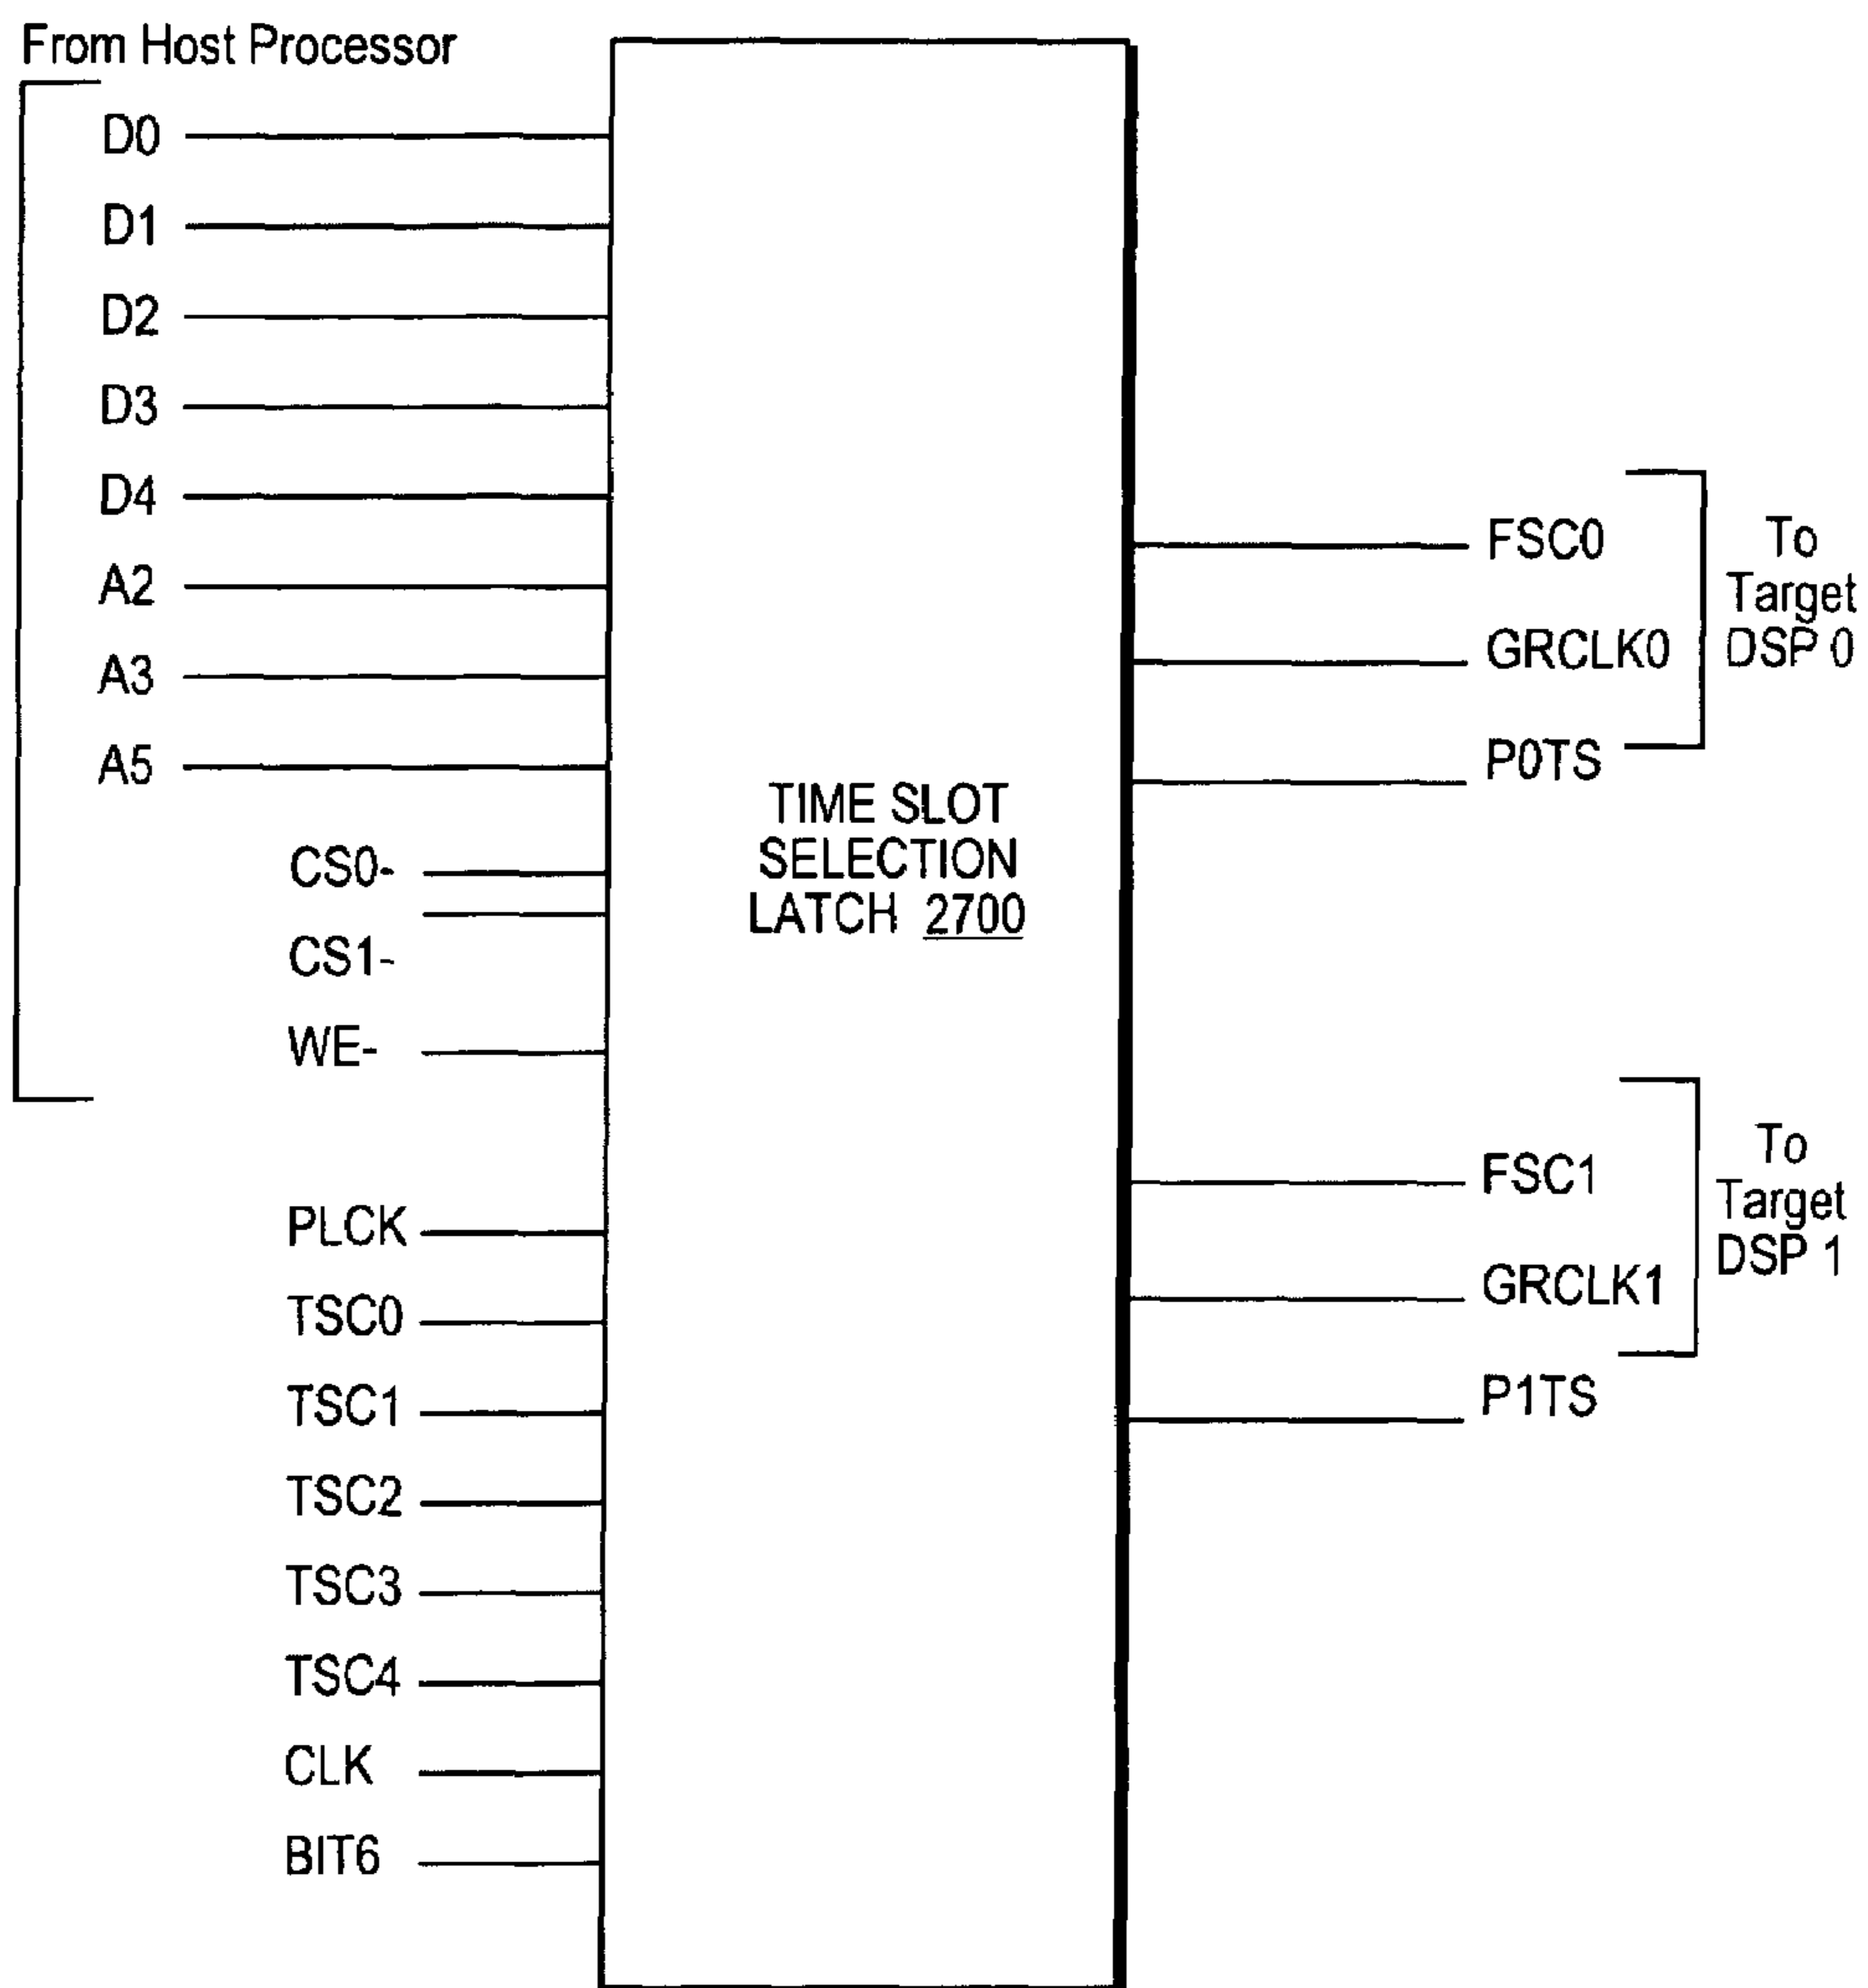 From Host Processor
D0
D1
D2
D3
D4
A2
A3
A5
CS0-
CS1-
WE-
PLCK
TSC0
TSC1
TSC2
TSC3
TSC4
CLK
BIT6
TIME SLOT
SELECTION
LATCH 2700
FSC0
GRCLK0
P0TS
To
Target
DSP 0
FSC1
GRCLK1
P1TS
To
Target
DSP 1